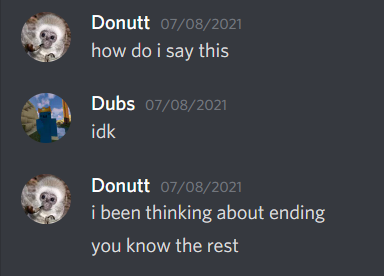 Donutt 07/08/2021
how do i say this
Dubs 07/08/2021
idk
Donutt 07/08/2021
i been thinking about ending
you know the rest